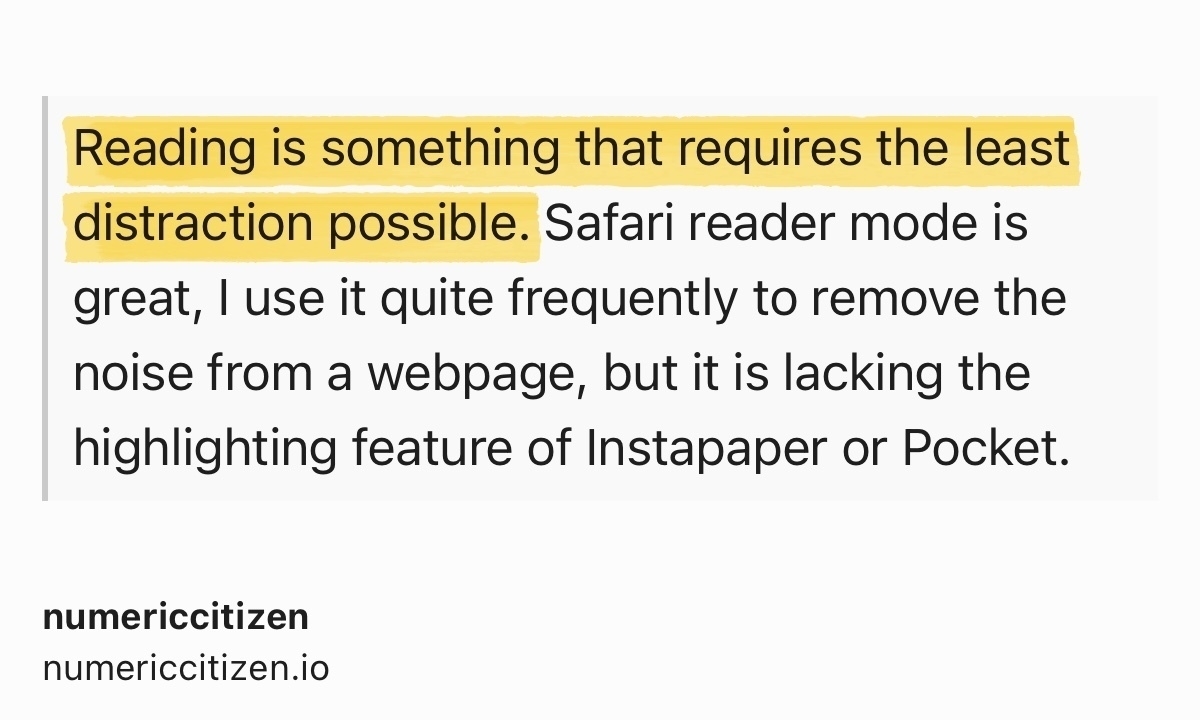 Reading is something that requires the least
distraction possible. Safari reader mode is
great, I use it quite frequently to remove the
noise from a webpage, but it is lacking the
highlighting feature of Instapaper or Pocket.
numericcitizen
numericcitizen.io